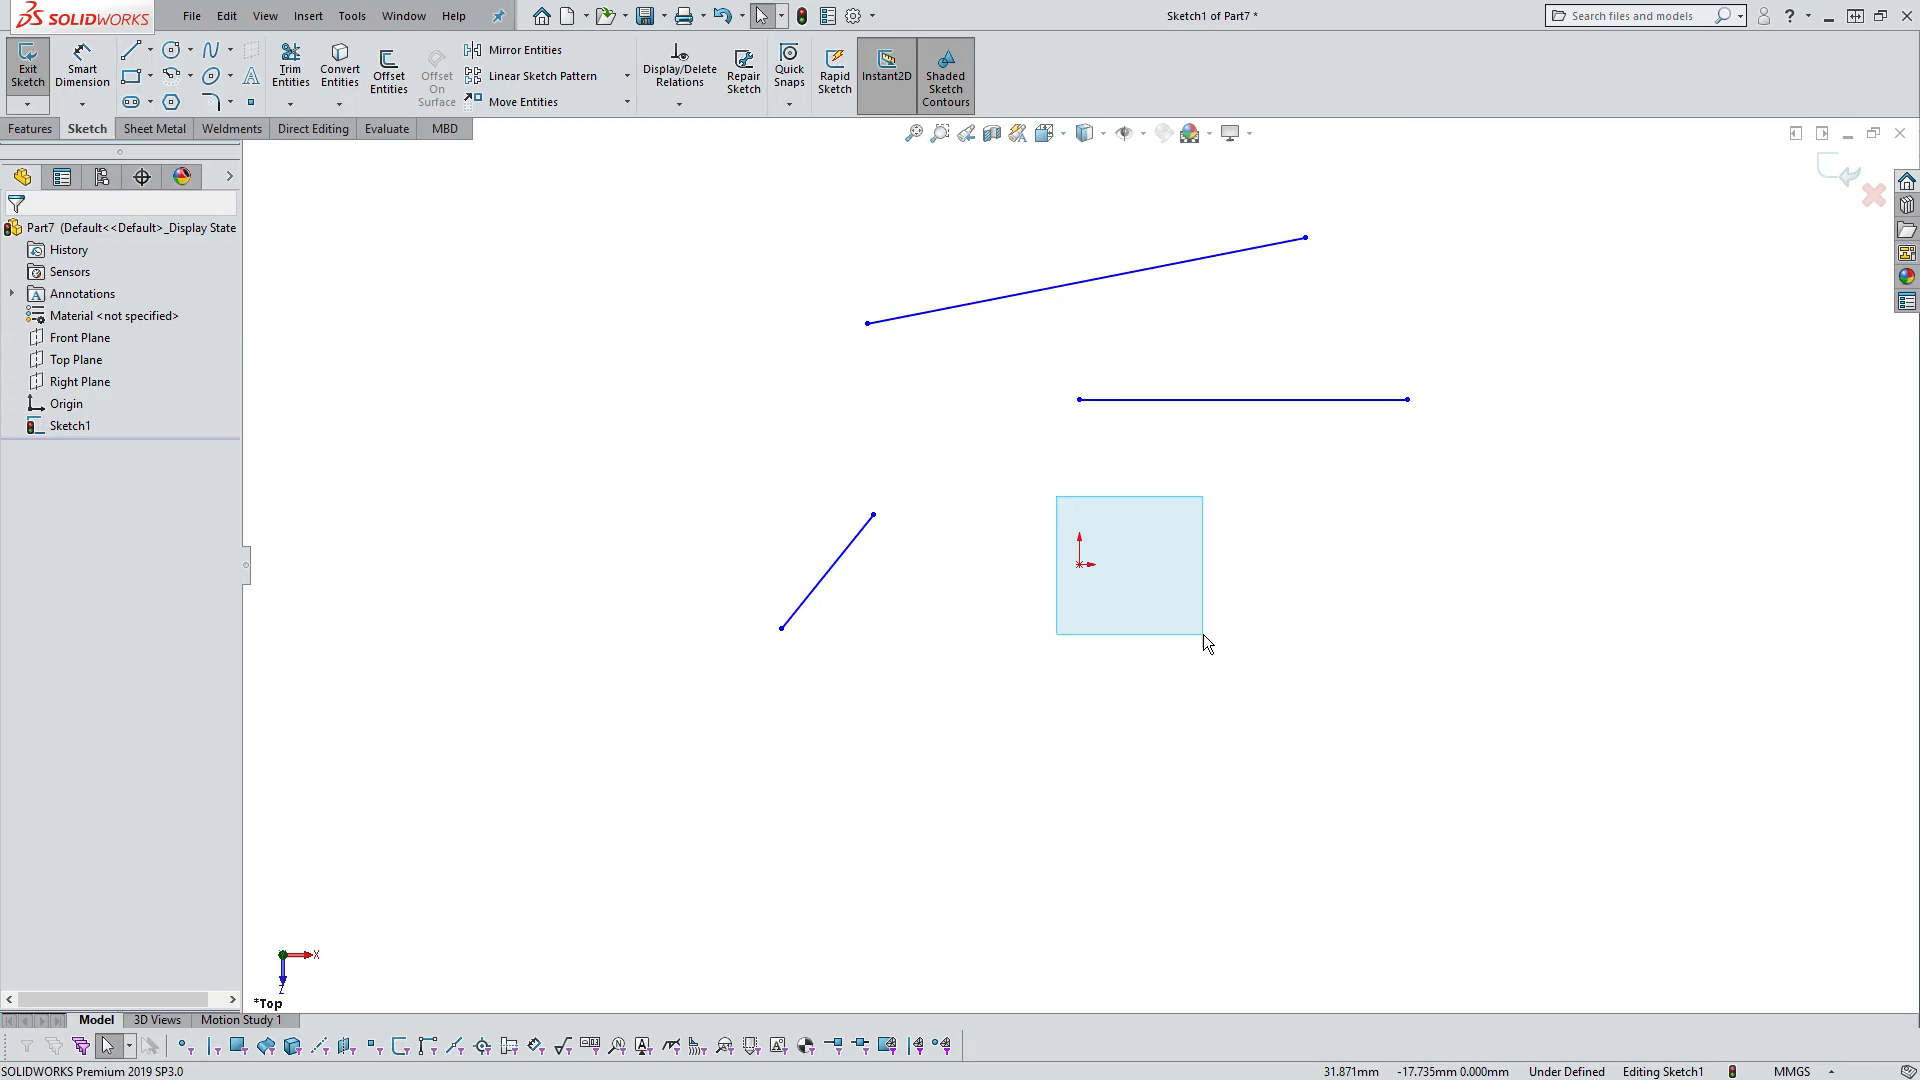 SOLIDWORKS
File Edit View Insert Tools Window Help
Sketch1 of Part7 *
Search files and models
?
Exit Sketch
Smart Dimension
Trim Entities
Convert Entities
Offset Entities
Offset On Surface
Mirror Entities
Linear Sketch Pattern
Move Entities
Display/Delete Relations
Repair Sketch
Quick Snaps
Rapid Sketch
Instant2D
Shaded Sketch Contours
Features Sketch Sheet Metal Weldments Direct Editing Evaluate MBD
Part7 (Default<<Default>_Display State
History
Sensors
Annotations
Material <not specified>
Front Plane
Top Plane
Right Plane
Origin
Sketch1
X
Z
*Top
Model 3D Views Motion Study 1
SOLIDWORKS Premium 2019 SP3.0
31.871mm -17.735mm 0.000mm Under Defined Editing Sketch1 MMGS